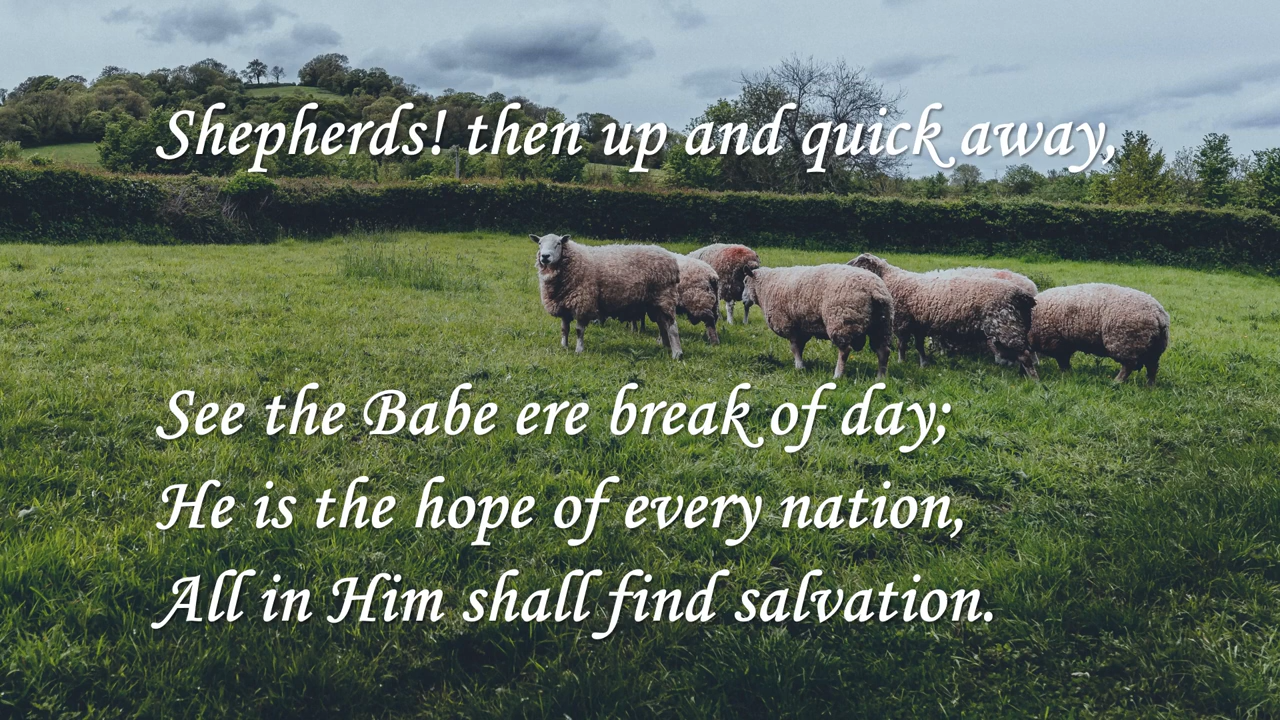 Shepherds! then up and quick away,
See the Babe ere break of day;
He is the hope of every nation,
All in Him shall find salvation.